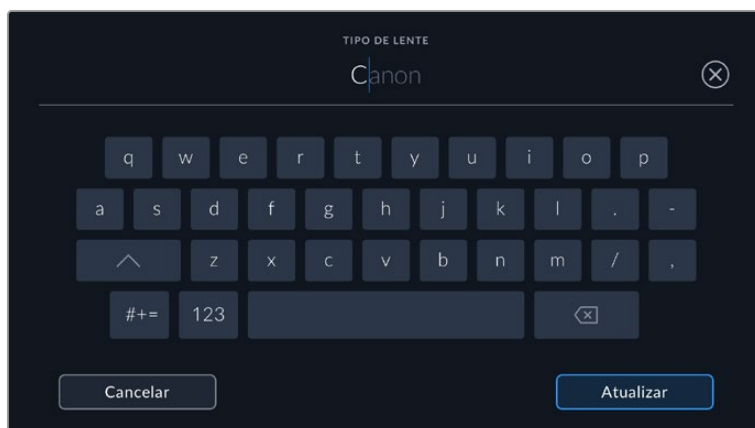 TIPO DE LENTE
Canon
q w e r t y u i o p
a s d f g h j k l . -
z x c v b n m / ,
#+= 123
Cancelar Atualizar